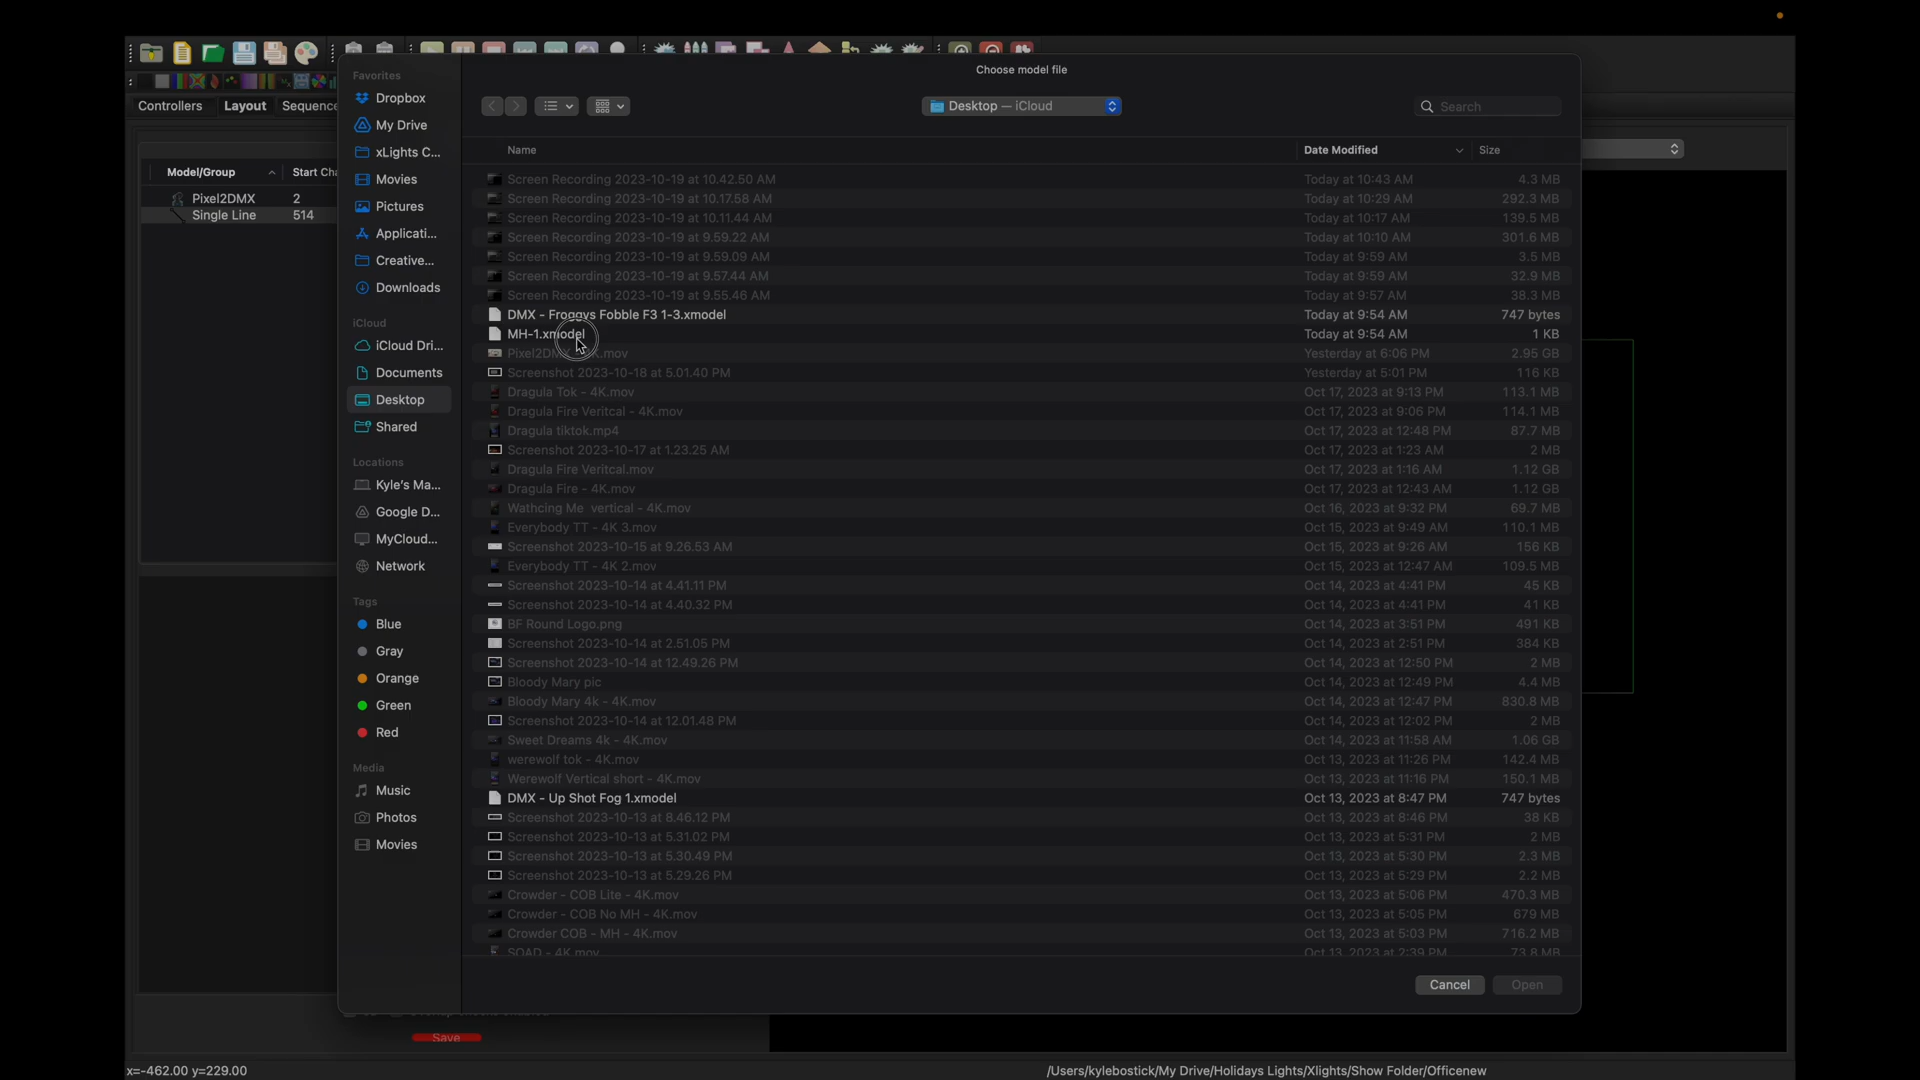 Choose model file
Favorites
Dropbox
My Drive
xLights C...
Movies
Pictures
Applicati...
Creative...
Downloads
iCloud
iCloud Dri...
Documents
Desktop
Shared
Locations
Kyle's Ma...
Google D...
MyCloud...
Network
Tags
Blue
Gray
Orange
Green
Red
Media
Music
Photos
Movies
Controllers Layout Sequence
Model/Group Start Cha
Pixel2DMX 2
Single Line 514
Desktop — iCloud
Search
Name Date Modified Size
Screen Recording 2023-10-19 at 10.42.50 AM Today at 10:43 AM 4.3 MB
Screen Recording 2023-10-19 at 10.17.58 AM Today at 10:29 AM 292.3 MB
Screen Recording 2023-10-19 at 10.11.44 AM Today at 10:17 AM 139.5 MB
Screen Recording 2023-10-19 at 9.59.22 AM Today at 10:10 AM 301.6 MB
Screen Recording 2023-10-19 at 9.59.09 AM Today at 9:59 AM 3.5 MB
Screen Recording 2023-10-19 at 9.57.44 AM Today at 9:59 AM 32.9 MB
Screen Recording 2023-10-19 at 9.55.46 AM Today at 9:57 AM 38.3 MB
DMX - Froggys Fobble F3 1-3.xmodel Today at 9:54 AM 747 bytes
MH-1.xmodel Today at 9:54 AM 1 KB
Yesterday at 6:06 PM 2.95 GB
Screenshot 2023-10-18 at 5.01.40 PM Yesterday at 5:01 PM 116 KB
Dragula Tok - 4K.mov Oct 17, 2023 at 9:13 PM 113.1 MB
Dragula Fire Veritcal - 4K.mov Oct 17, 2023 at 9:06 PM 114.1 MB
Dragula tiktok.mp4 Oct 17, 2023 at 12:48 PM 87.7 MB
Screenshot 2023-10-17 at 1.23.25 AM Oct 17, 2023 at 1:23 AM 2 MB
Dragula Fire Veritcal.mov Oct 17, 2023 at 1:16 AM 1.12 GB
Dragula Fire - 4K.mov Oct 17, 2023 at 12:43 AM 1.12 GB
Wathcing Me vertical - 4K.mov Oct 16, 2023 at 9:32 PM 69.7 MB
Everybody TT - 4K 3.mov Oct 15, 2023 at 9:49 AM 110.1 MB
Screenshot 2023-10-15 at 9.26.53 AM Oct 15, 2023 at 9:26 AM 156 KB
Everybody TT - 4K 2.mov Oct 15, 2023 at 12:47 AM 109.5 MB
Screenshot 2023-10-14 at 4.41.11 PM Oct 14, 2023 at 4:41 PM 45 KB
Screenshot 2023-10-14 at 4.40.32 PM Oct 14, 2023 at 4:41 PM 41 KB
BF Round Logo.png Oct 14, 2023 at 3:51 PM 491 KB
Screenshot 2023-10-14 at 2.51.05 PM Oct 14, 2023 at 2:51 PM 384 KB
Screenshot 2023-10-14 at 12.49.26 PM Oct 14, 2023 at 12:50 PM 2 MB
Bloody Mary pic Oct 14, 2023 at 12:49 PM 4.4 MB
Bloody Mary 4k - 4K.mov Oct 14, 2023 at 12:47 PM 830.8 MB
Screenshot 2023-10-14 at 12.01.48 PM Oct 14, 2023 at 12:02 PM 2 MB
Sweet Dreams 4k - 4K.mov Oct 14, 2023 at 11:58 AM 1.06 GB
werewolf tok - 4K.mov Oct 13, 2023 at 11:26 PM 142.4 MB
Werewolf Vertical short - 4K.mov Oct 13, 2023 at 11:16 PM 150.1 MB
DMX - Up Shot Fog 1.xmodel Oct 13, 2023 at 8:47 PM 747 bytes
Screenshot 2023-10-13 at 8.46.12 PM Oct 13, 2023 at 8:46 PM 38 KB
Screenshot 2023-10-13 at 5.31.02 PM Oct 13, 2023 at 5:31 PM 2 MB
Screenshot 2023-10-13 at 5.30.49 PM Oct 13, 2023 at 5:30 PM 2.3 MB
Screenshot 2023-10-13 at 5.29.26 PM Oct 13, 2023 at 5:29 PM 2.2 MB
Crowder - COB Lite - 4K.mov Oct 13, 2023 at 5:06 PM 470.3 MB
Crowder - COB No MH - 4K.mov Oct 13, 2023 at 5:05 PM 679 MB
Crowder COB - MH - 4K.mov Oct 13, 2023 at 5:03 PM 716.2 MB
SOAD - 4K.mov Oct 13, 2023 at 2:39 PM 73.8 MB
Cancel Open
Save
x=-462.00 y=229.00 /Users/kylebostick/My Drive/Holidays Lights/Xlights/Show Folder/Officenew